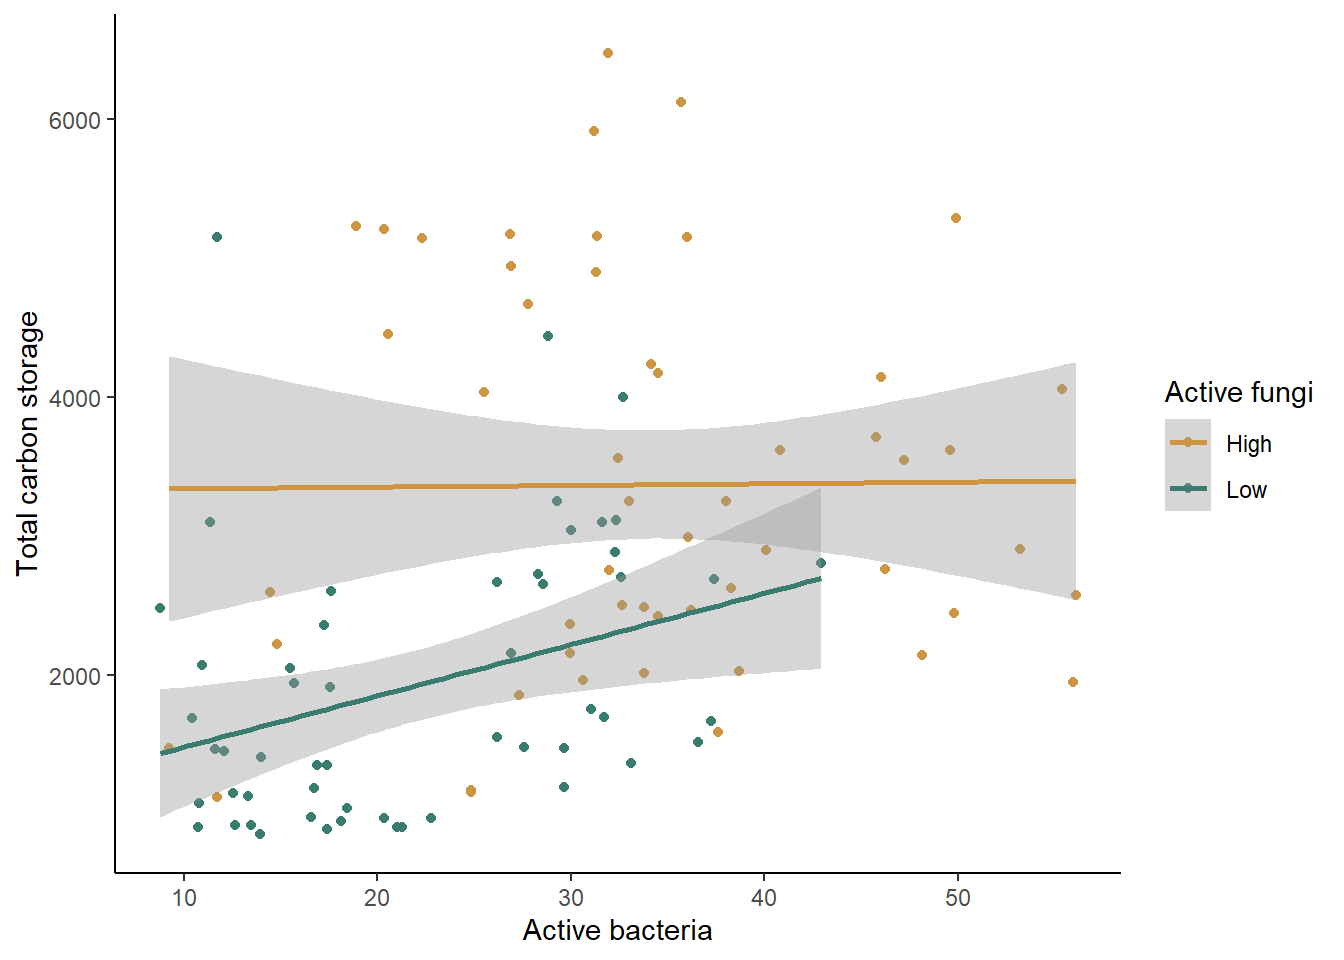 6000
4000
2000
Total carbon storage
10 20 30 40 50
Active bacteria
Active fungi
High
Low